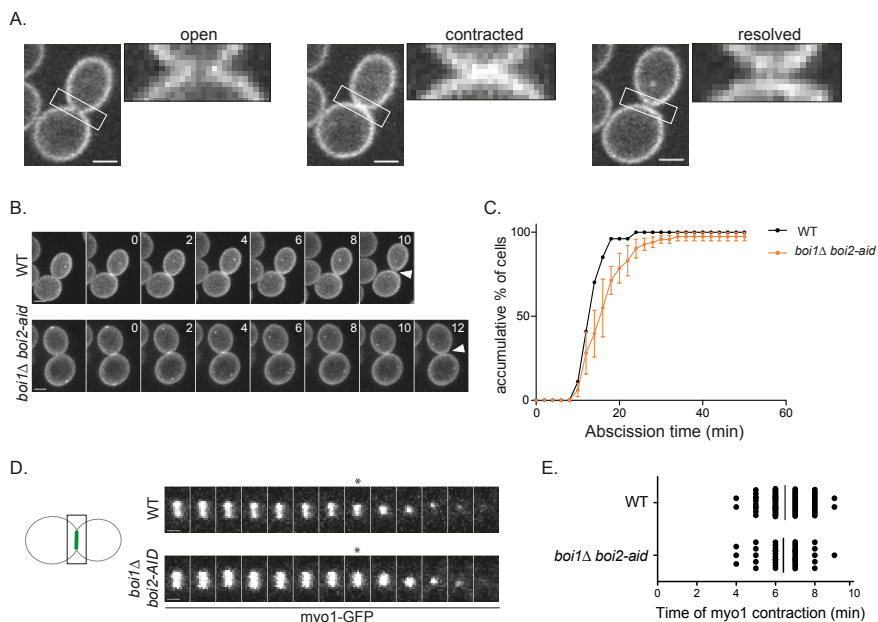 A.
open
contracted
resolved
B.
WT
0
2
4
6
8
10
boi1Δ boi2-aid
0
2
4
6
8
10
12
C.
accumulative % of cells
100
50
0
0
20
40
60
Abscission time (min)
WT
boi1Δ boi2-aid
D.
WT
*
boi1Δ
boi2-AID
*
myo1-GFP
E.
WT
boi1Δ boi2-aid
0
2
4
6
8
10
Time of myo1 contraction (min)